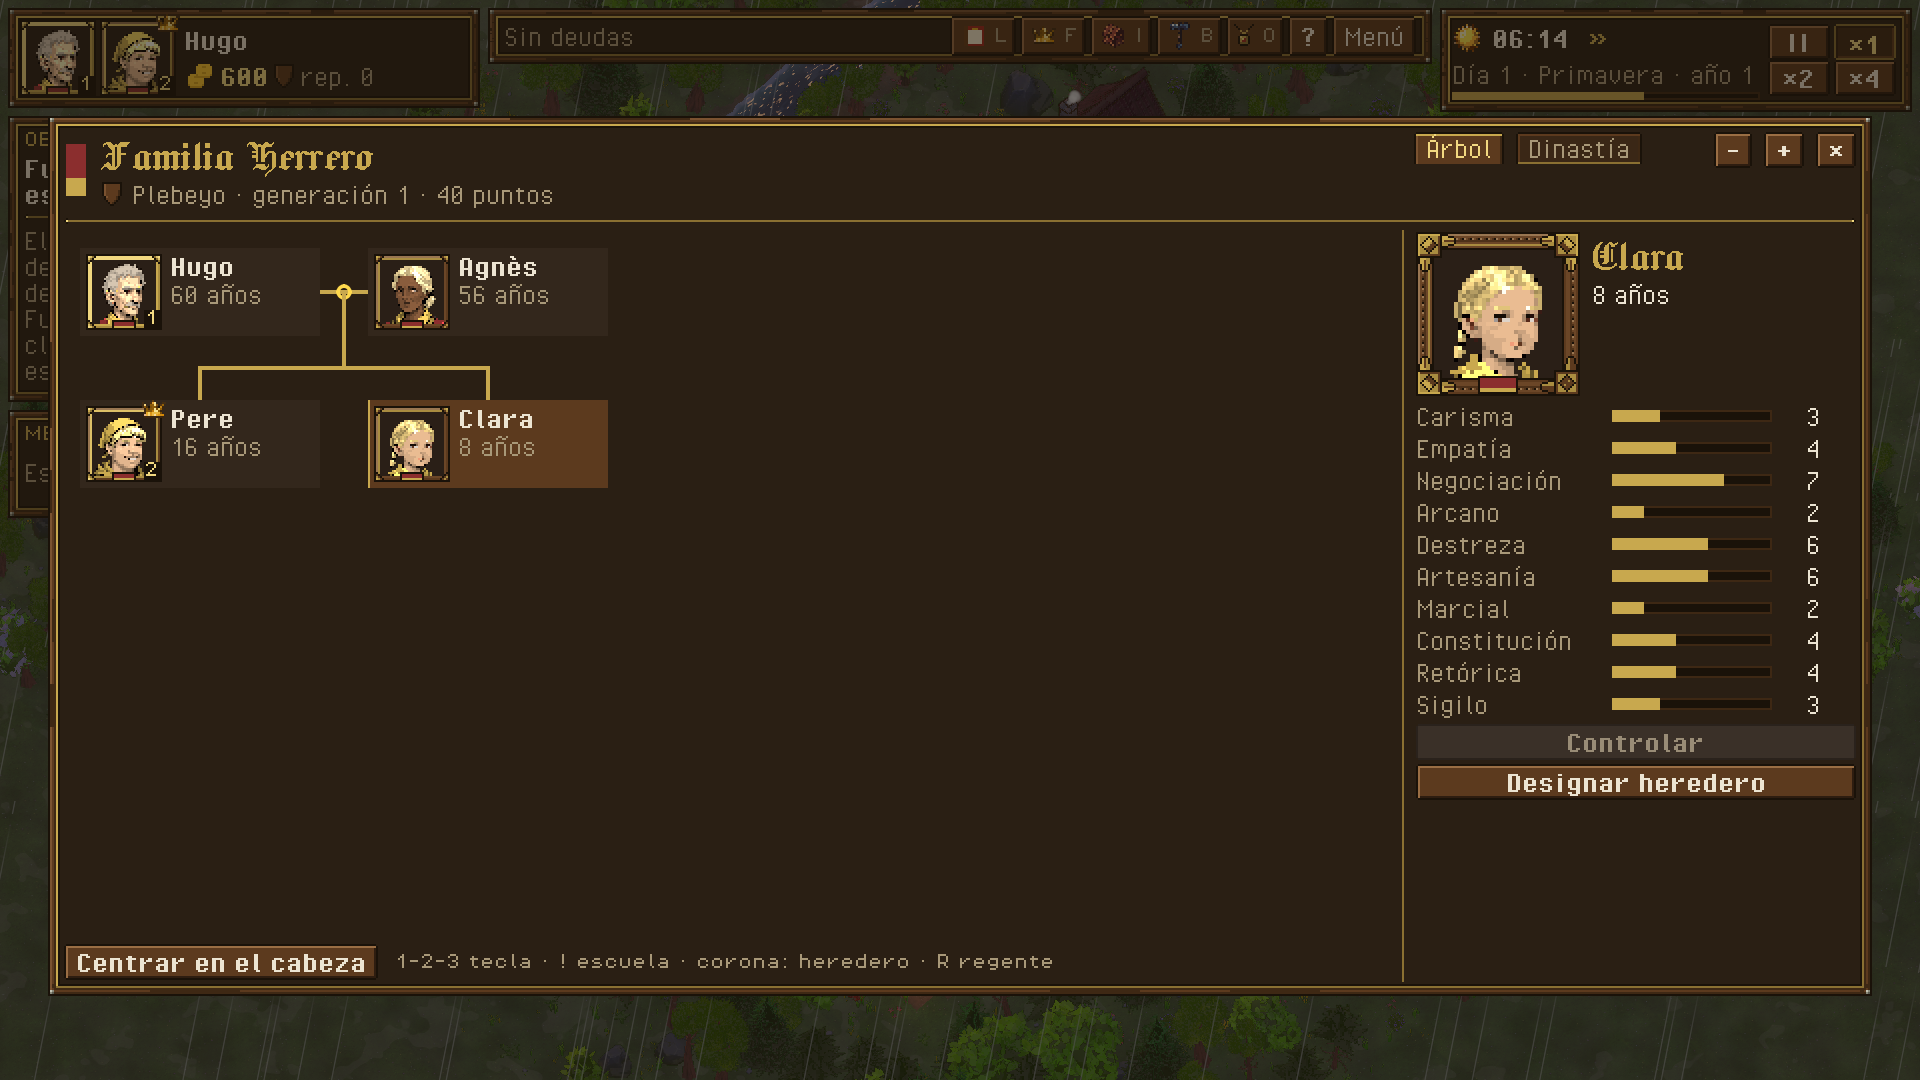 Hugo
1
2
600 rep. 0
Sin deudas
L
F
I
B
O
?
Menú
06:14 »
Día 1 · Primavera · año 1
×1
×2
×4
Familia Herrero
Plebeyo · generación 1 · 40 puntos
Árbol
Dinastía
-
+
×
Hugo
60 años
1
Agnès
56 años
Pere
16 años
2
Clara
8 años
Clara
8 años
Carisma 3
Empatía 4
Negociación 7
Arcano 2
Destreza 6
Artesanía 6
Marcial 2
Constitución 4
Retórica 4
Sigilo 3
Controlar
Designar heredero
Centrar en el cabeza
1-2-3 tecla · ! escuela · corona: heredero · R regente